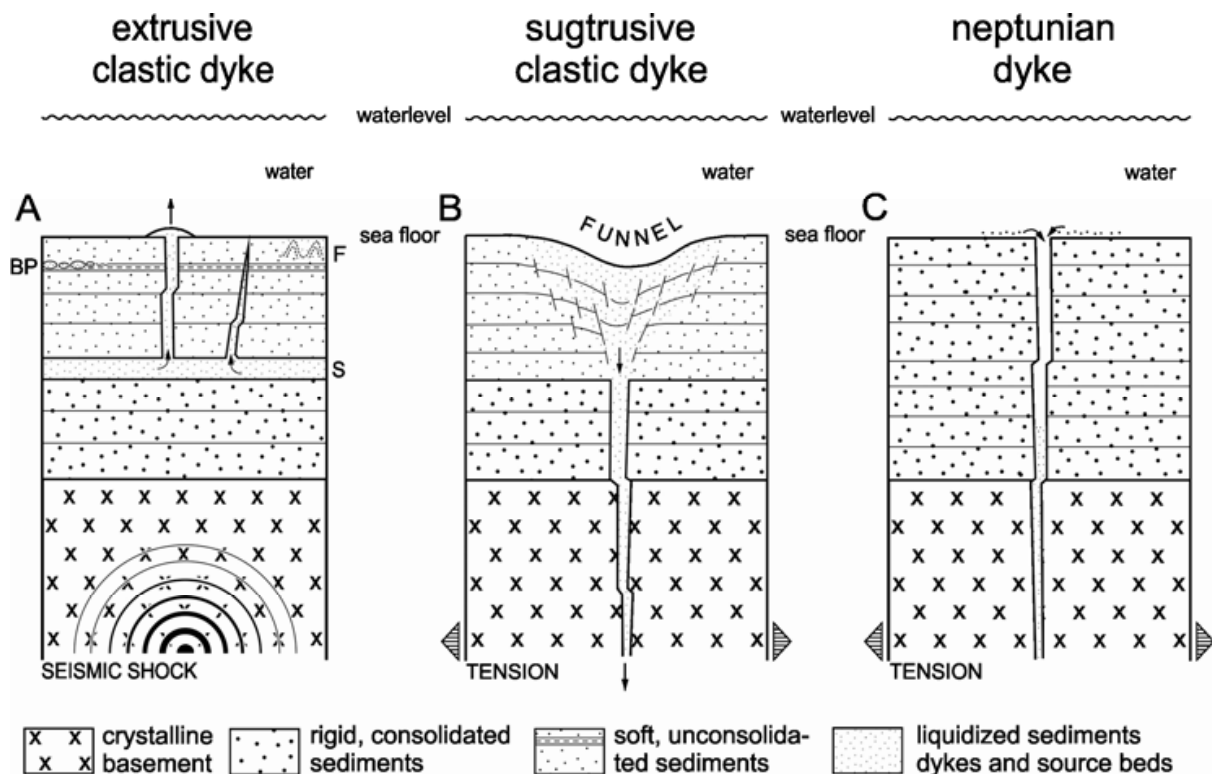 extrusive
clastic dyke
sugtrusive
clastic dyke
neptunian
dyke
waterlevel
waterlevel
water
water
water
A
B
C
FUNNEL
sea floor
sea floor
BP
F
S
SEISMIC SHOCK
TENSION
TENSION
crystalline
basement
rigid, consolidated
sediments
soft, unconsolida-
ted sediments
liquidized sediments
dykes and source beds